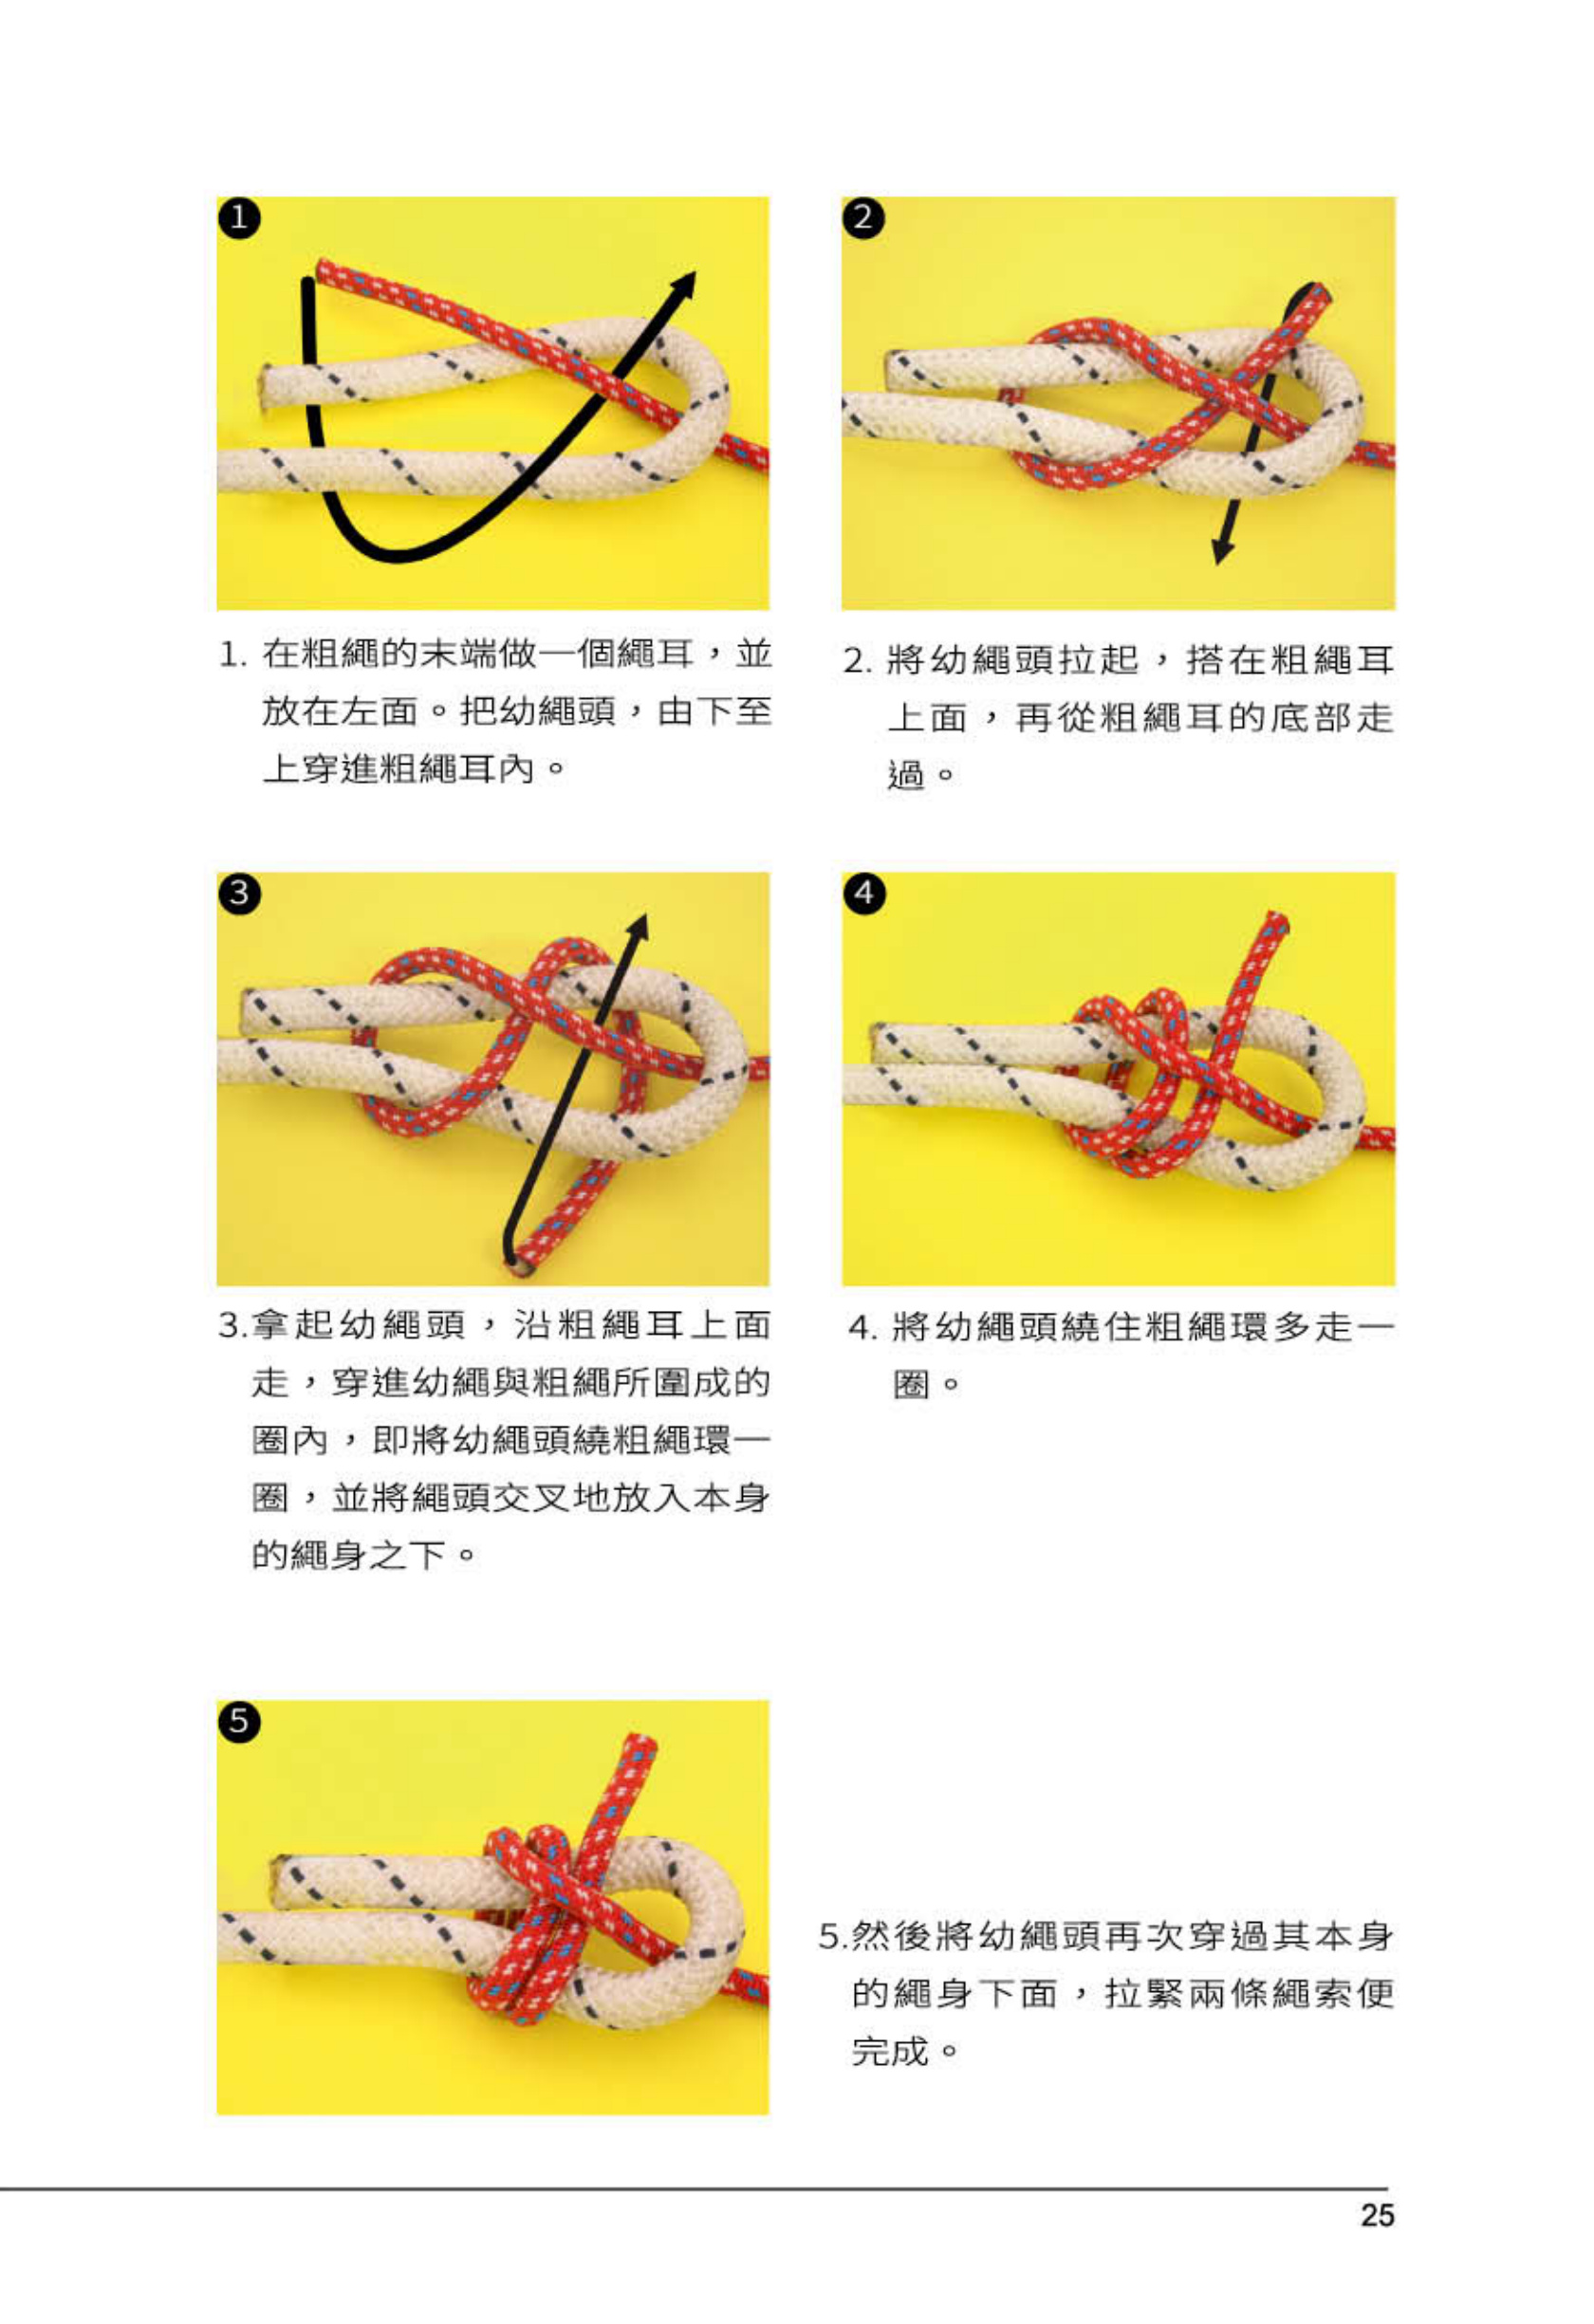 1
2
1. 在粗繩的末端做一個繩耳，並
放在左面。把幼繩頭，由下至
上穿進粗繩耳內。
2. 將幼繩頭拉起，搭在粗繩耳
上面，再從粗繩耳的底部走
過。
3
4
3.拿起幼繩頭，沿粗繩耳上面
走，穿進幼繩與粗繩所圍成的
圈內，即將幼繩頭繞粗繩環一
圈，並將繩頭交叉地放入本身
的繩身之下。
4. 將幼繩頭繞住粗繩環多走一
圈。
5
5.然後將幼繩頭再次穿過其本身
的繩身下面，拉緊兩條繩索便
完成。
25